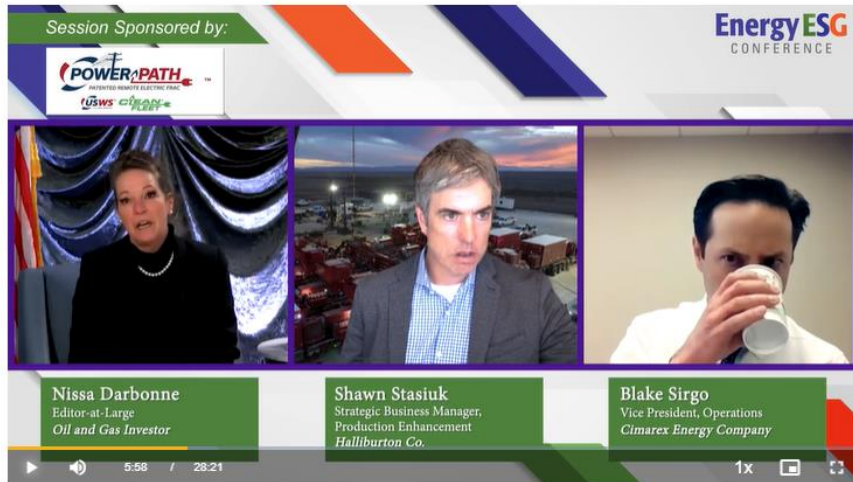 Session Sponsored by:
POWERPATH™
PATENTED REMOTE ELECTRIC FRAC
USWS CLEAN FLEET
Energy ESG
CONFERENCE
Nissa Darbonne
Editor-at-Large
Oil and Gas Investor
Shawn Stasiuk
Strategic Business Manager,
Production Enhancement
Halliburton Co.
Blake Sirgo
Vice President, Operations
Cimarex Energy Company
5:58 / 28:21
1x